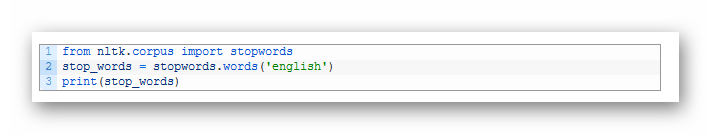 1 from nltk.corpus import stopwords
2 stop_words = stopwords.words('english')
3 print(stop_words)